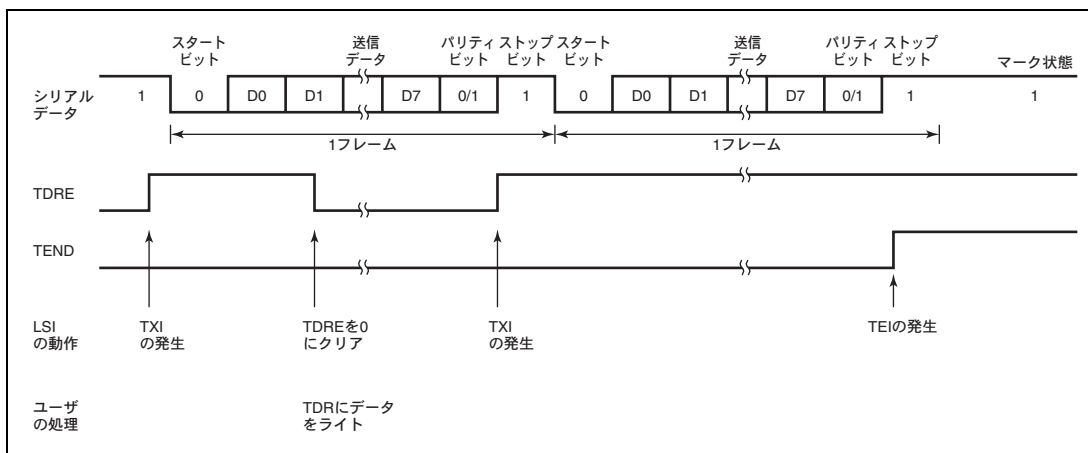 スタート
ビット
送信
データ
パリティ
ビット
ストップ
ビット
スタート
ビット
送信
データ
パリティ
ビット
ストップ
ビット
マーク状態
シリアル
データ
1 0 D0 D1 D7 0/1 1 0 D0 D1 D7 0/1 1 1
1フレーム 1フレーム
TDRE
TEND
LSI
の動作
TXI
の発生
TDREを0
にクリア
TXI
の発生
TEIの発生
ユーザ
の処理
TDRにデータ
をライト